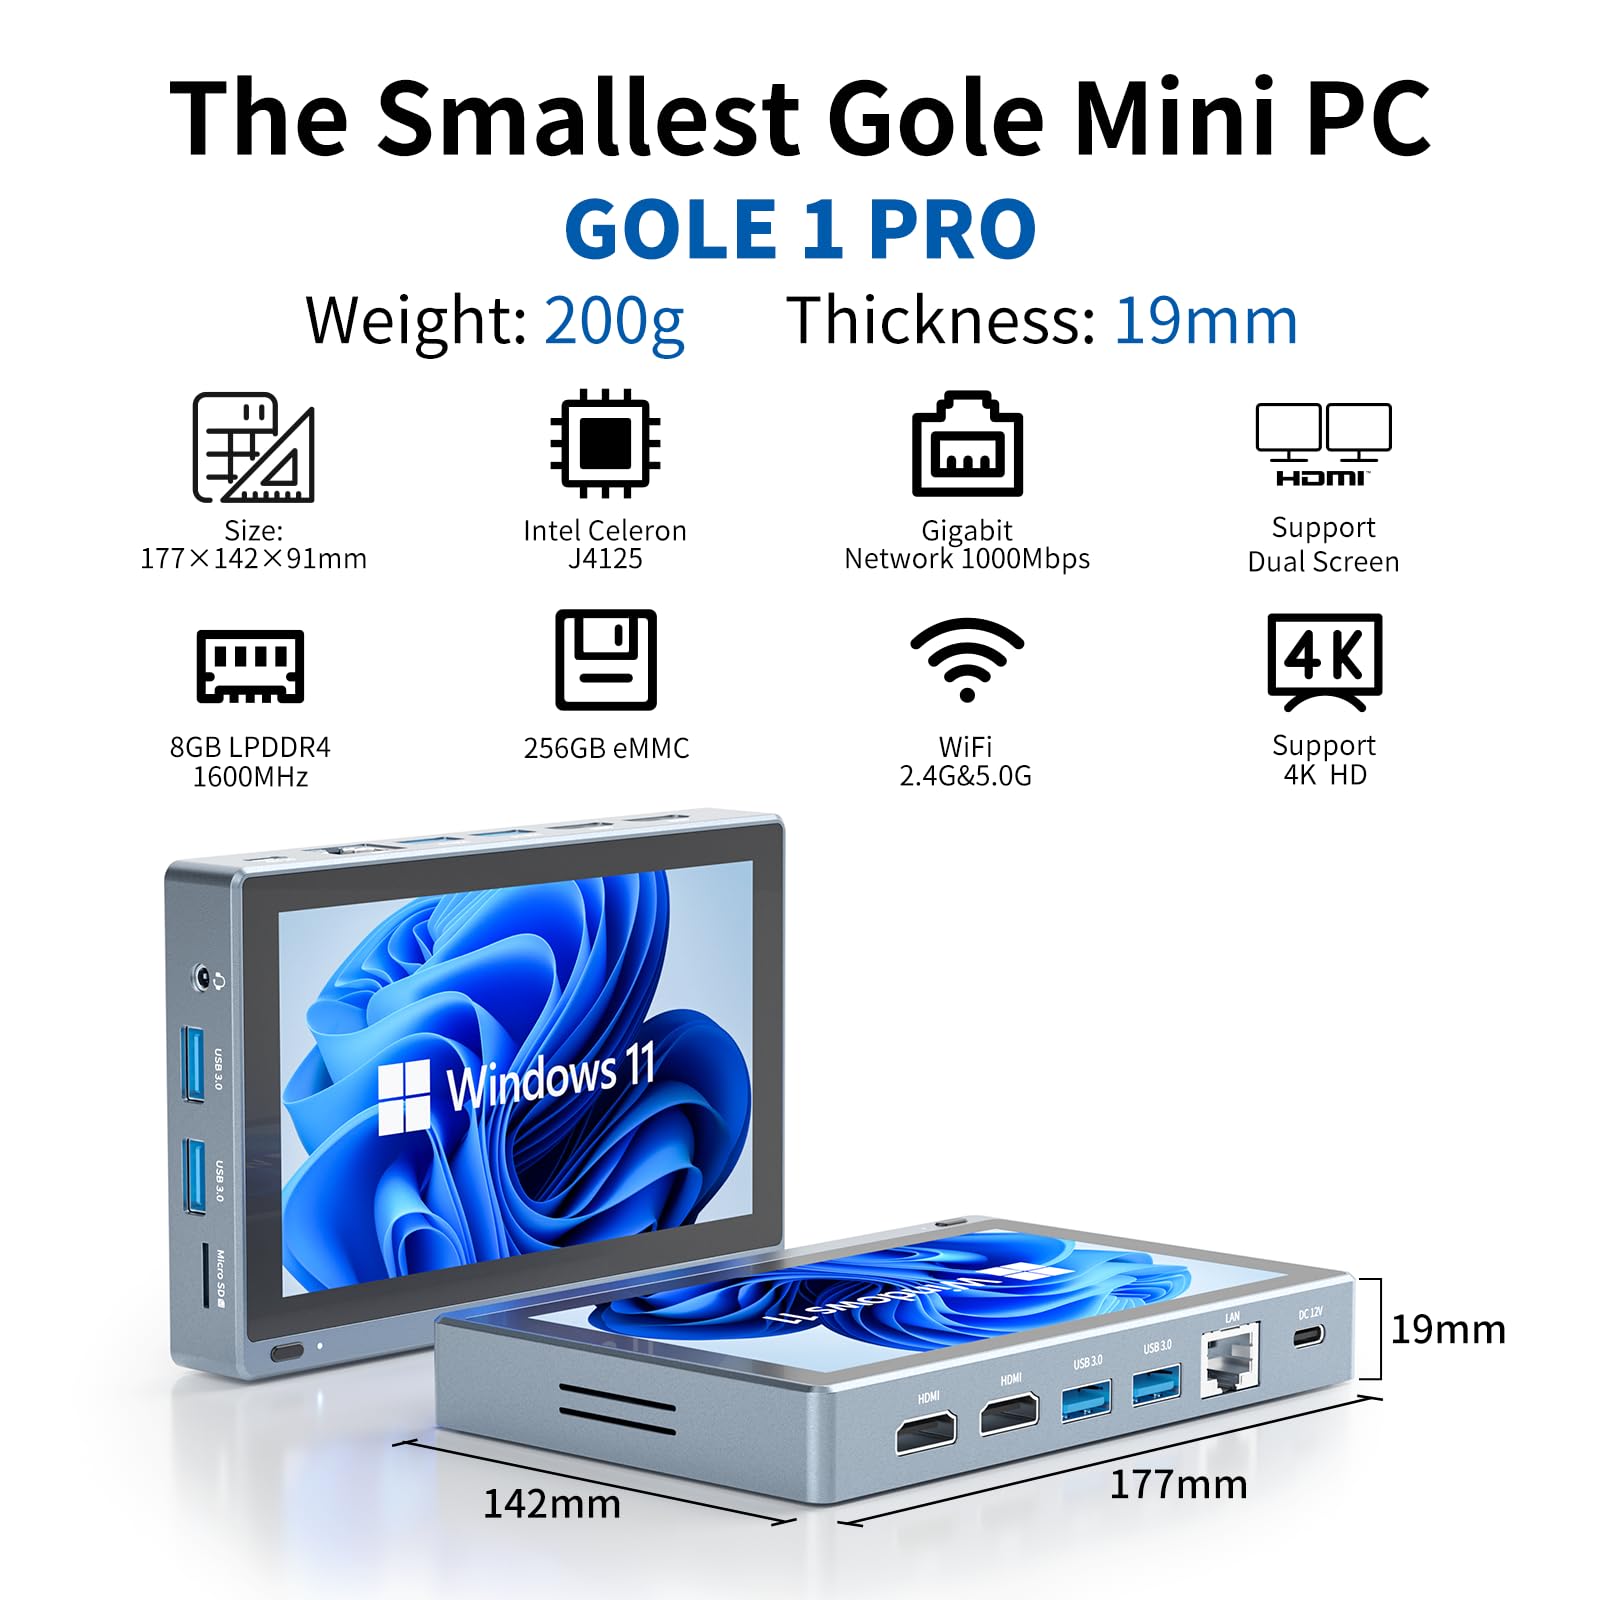 The Smallest Gole Mini PC
GOLE 1 PRO
Weight: 200g Thickness: 19mm
HDMI™
Size:
177×142×91mm
Intel Celeron
J4125
Gigabit
Network 1000Mbps
Support
Dual Screen
4K
8GB LPDDR4
1600MHz
256GB eMMC
WiFi
2.4G&5.0G
Support
4K HD
USB 3.0
USB 3.0
Micro SD
Windows 11
Windows 11
HDMI
HDMI
USB 3.0
USB 3.0
LAN
DC 12V
19mm
142mm
177mm